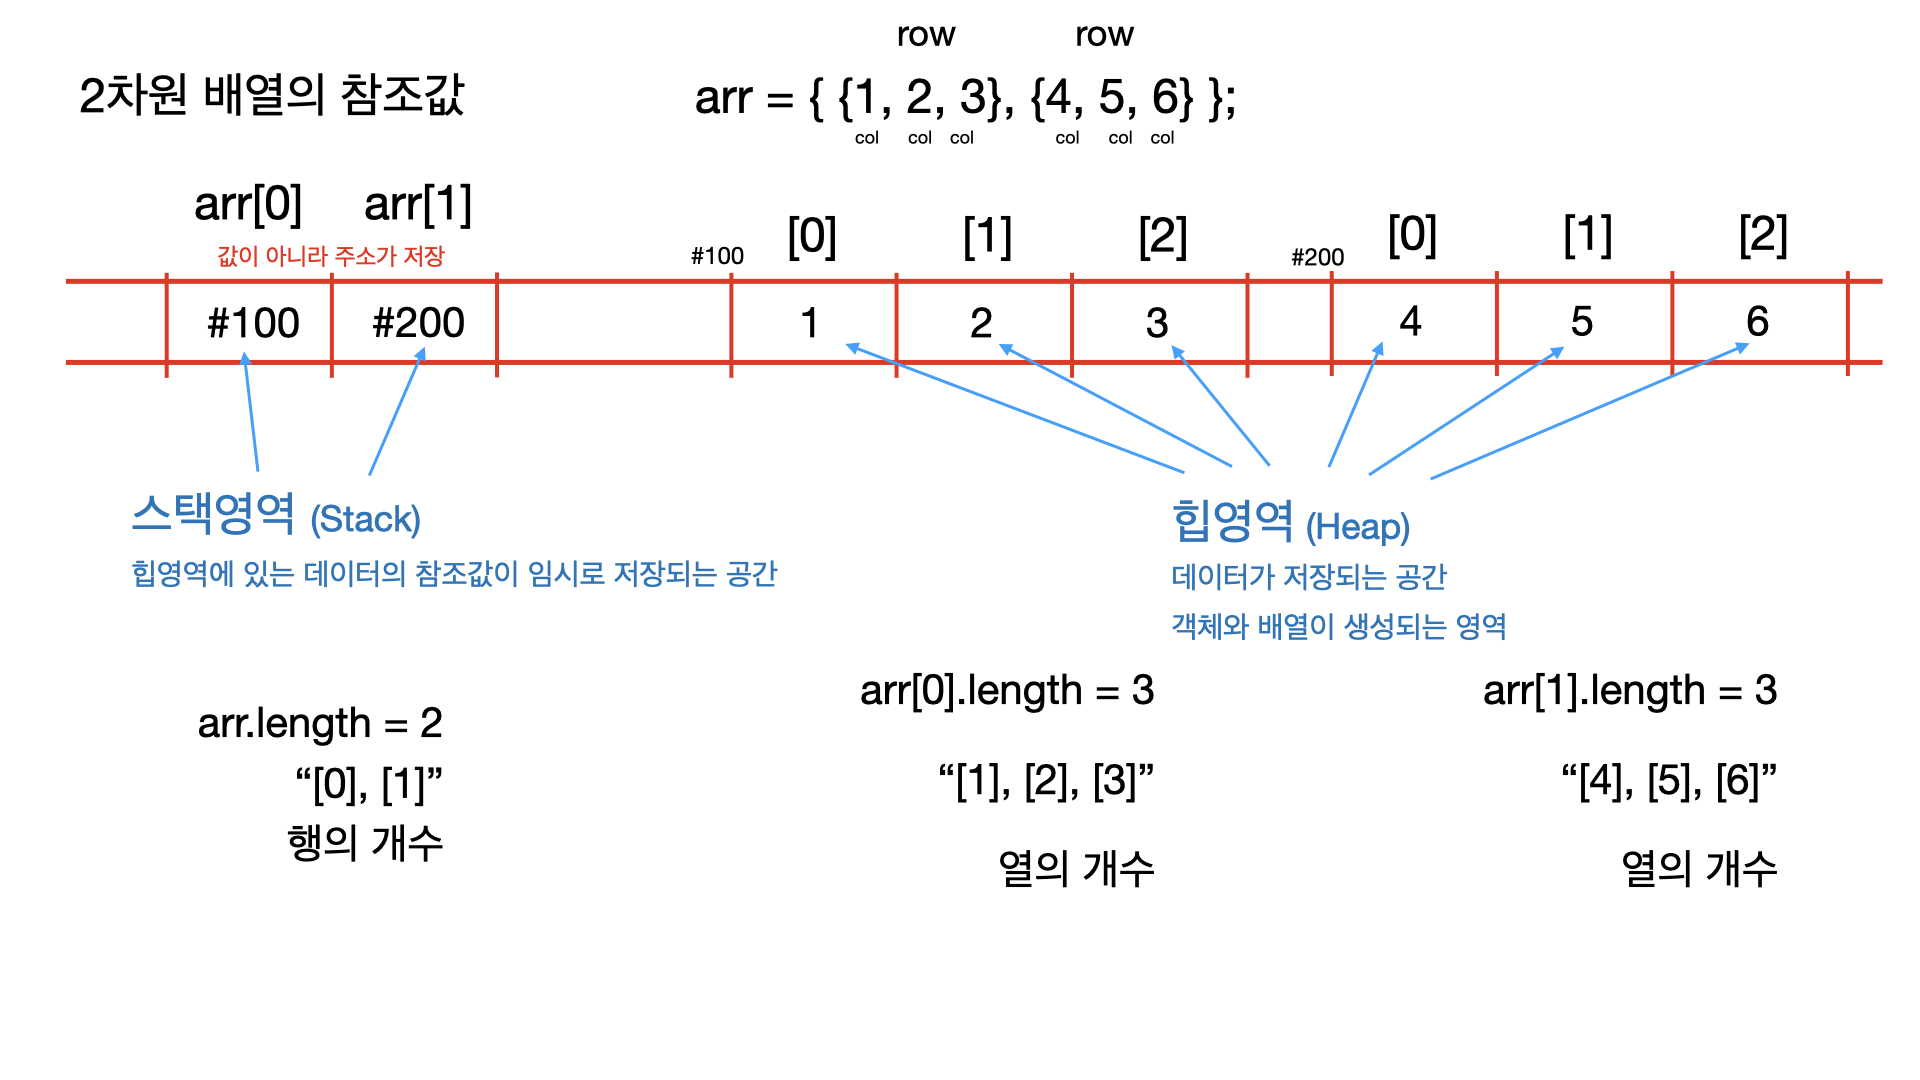 row row
2차원 배열의 참조값
arr = { {1, 2, 3}, {4, 5, 6} };
col col col col col col
arr[0] arr[1]
값이 아니라 주소가 저장
#100 [0] [1] [2] #200 [0] [1] [2]
#100 #200 1 2 3 4 5 6
스택영역 (Stack)
힙영역에 있는 데이터의 참조값이 임시로 저장되는 공간
힙영역 (Heap)
데이터가 저장되는 공간
객체와 배열이 생성되는 영역
arr.length = 2
“[0], [1]”
행의 개수
arr[0].length = 3
“[1], [2], [3]”
열의 개수
arr[1].length = 3
“[4], [5], [6]”
열의 개수